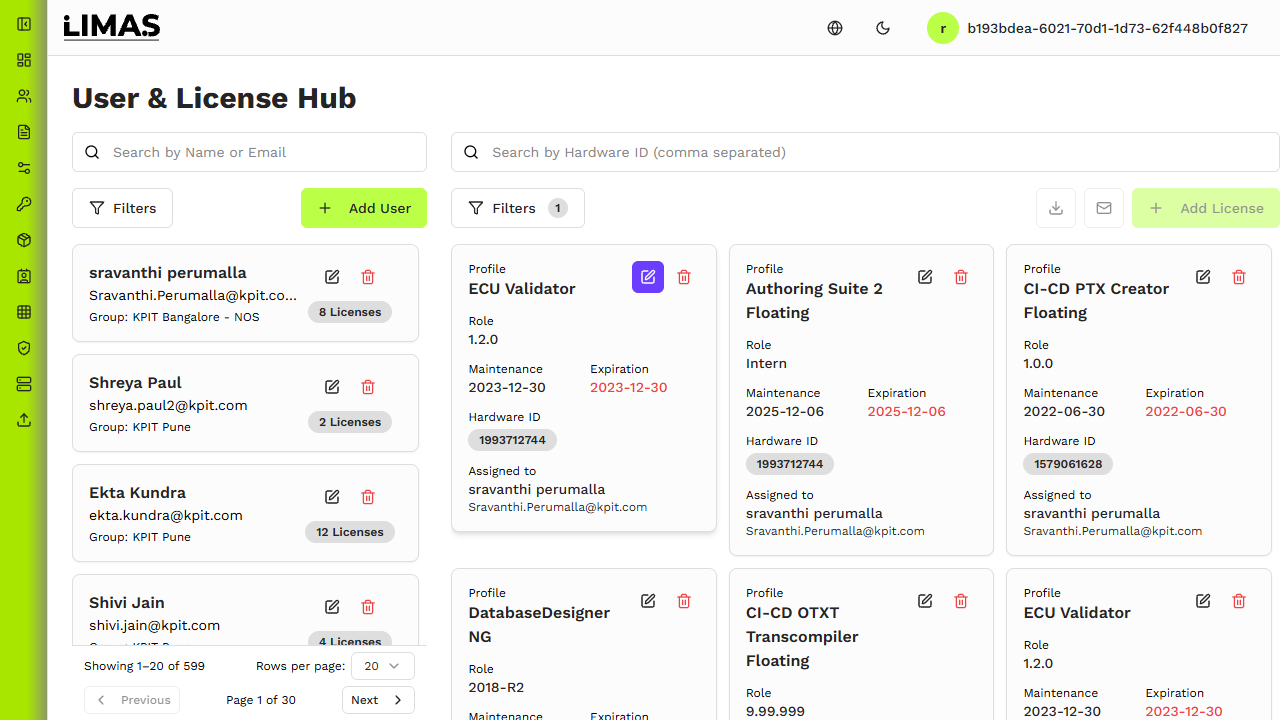 LIMAS
r
b193bdea-6021-70d1-1d73-62f448b0f827
User & License Hub
Search by Name or Email
Search by Hardware ID (comma separated)
Filters
Add User
Filters
1
Add License
sravanthi perumalla
Sravanthi.Perumalla@kpit.co...
Group: KPIT Bangalore - NOS
8 Licenses
Shreya Paul
shreya.paul2@kpit.com
Group: KPIT Pune
2 Licenses
Ekta Kundra
ekta.kundra@kpit.com
Group: KPIT Pune
12 Licenses
Shivi Jain
shivi.jain@kpit.com
4 Licenses
Showing 1–20 of 599
Rows per page:
20
Previous
Page 1 of 30
Next
Profile
ECU Validator
Role
1.2.0
Maintenance
Expiration
2023-12-30
2023-12-30
Hardware ID
1993712744
Assigned to
sravanthi perumalla
Sravanthi.Perumalla@kpit.com
Profile
Authoring Suite 2
Floating
Role
Intern
Maintenance
Expiration
2025-12-06
2025-12-06
Hardware ID
1993712744
Assigned to
sravanthi perumalla
Sravanthi.Perumalla@kpit.com
Profile
CI-CD PTX Creator
Floating
Role
1.0.0
Maintenance
Expiration
2022-06-30
2022-06-30
Hardware ID
1579061628
Assigned to
sravanthi perumalla
Sravanthi.Perumalla@kpit.com
Profile
DatabaseDesigner
NG
Role
2018-R2
Maintenance
Expiration
Profile
CI-CD OTXT
Transcompiler
Floating
Role
9.99.999
Profile
ECU Validator
Role
1.2.0
Maintenance
Expiration
2023-12-30
2023-12-30